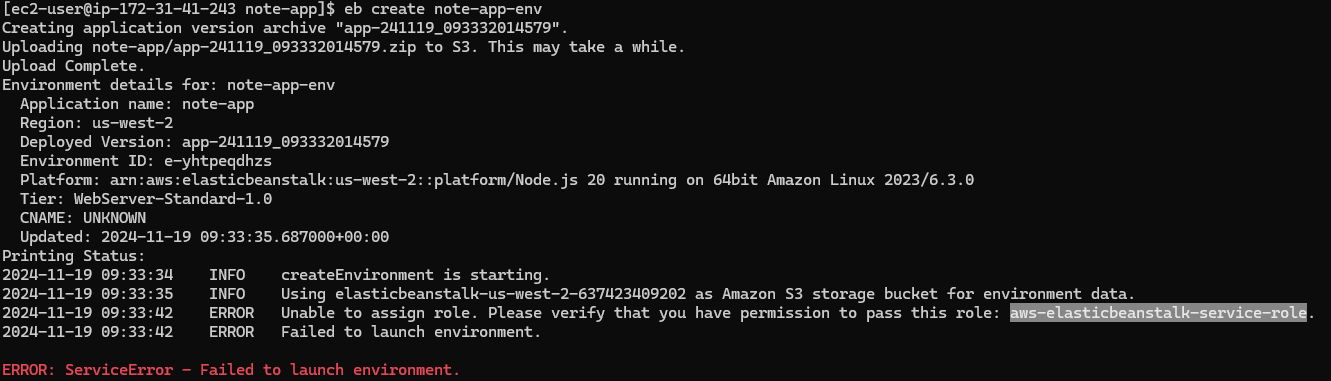 [ec2-user@ip-172-31-41-243 note-app]$ eb create note-app-env
Creating application version archive "app-241119_093332014579".
Uploading note-app/app-241119_093332014579.zip to S3. This may take a while.
Upload Complete.
Environment details for: note-app-env
  Application name: note-app
  Region: us-west-2
  Deployed Version: app-241119_093332014579
  Environment ID: e-yhtpeqdhzs
  Platform: arn:aws:elasticbeanstalk:us-west-2::platform/Node.js 20 running on 64bit Amazon Linux 2023/6.3.0
  Tier: WebServer-Standard-1.0
  CNAME: UNKNOWN
  Updated: 2024-11-19 09:33:35.687000+00:00
Printing Status:
2024-11-19 09:33:34    INFO    createEnvironment is starting.
2024-11-19 09:33:35    INFO    Using elasticbeanstalk-us-west-2-637423409202 as Amazon S3 storage bucket for environment data.
2024-11-19 09:33:42    ERROR   Unable to assign role. Please verify that you have permission to pass this role: aws-elasticbeanstalk-service-role.
2024-11-19 09:33:42    ERROR   Failed to launch environment.
ERROR: ServiceError - Failed to launch environment.